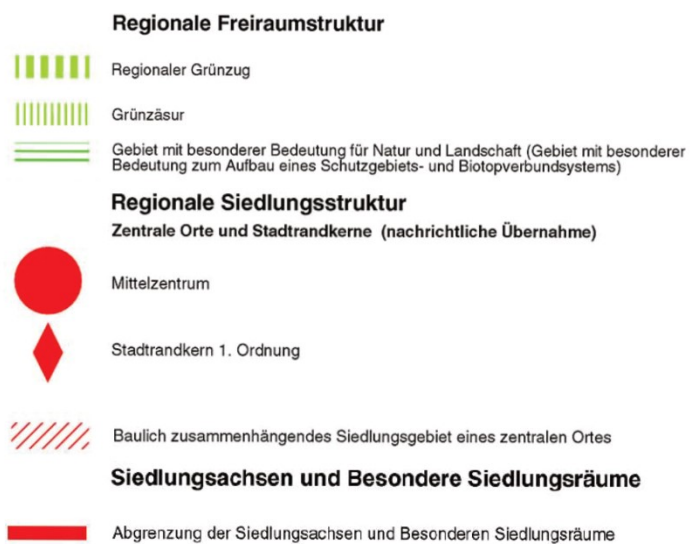 Regionale Freiraumstruktur
Regionaler Grünzug
Grünzäsur
Gebiet mit besonderer Bedeutung für Natur und Landschaft (Gebiet mit besonderer
Bedeutung zum Aufbau eines Schutzgebiets- und Biotopverbundsystems)
Regionale Siedlungsstruktur
Zentrale Orte und Stadtrandkerne (nachrichtliche Übernahme)
Mittelzentrum
Stadtrandkern 1. Ordnung
Baulich zusammenhängendes Siedlungsgebiet eines zentralen Ortes
Siedlungsachsen und Besondere Siedlungsräume
Abgrenzung der Siedlungsachsen und Besonderen Siedlungsräume